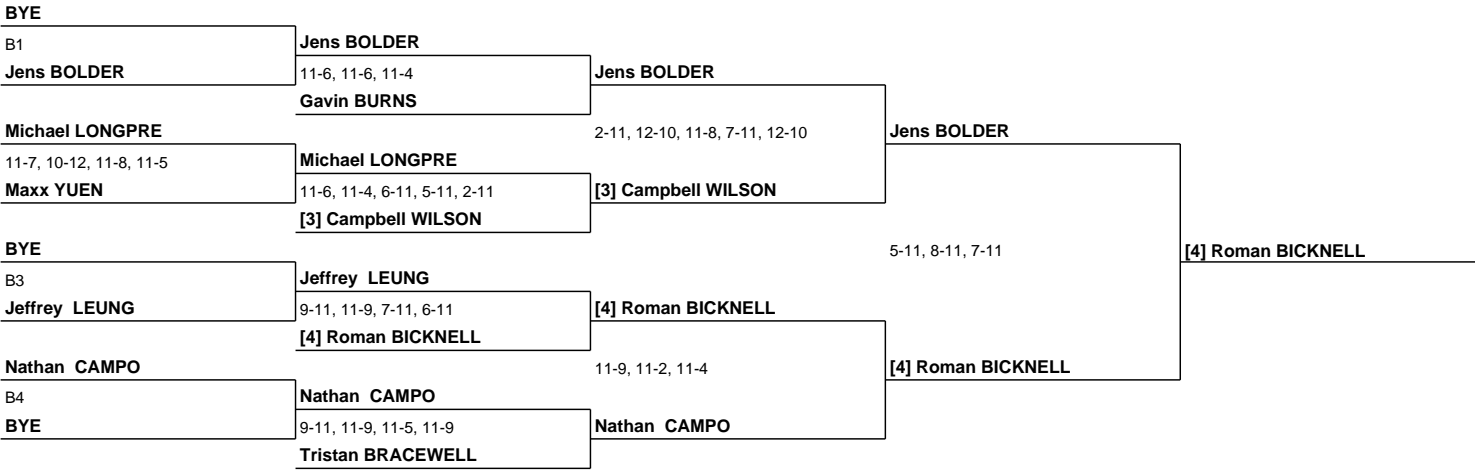 BYE
B1
Jens BOLDER
Jens BOLDER
11-6, 11-6, 11-4
Jens BOLDER
Gavin BURNS
Michael LONGPRE
2-11, 12-10, 11-8, 7-11, 12-10
Jens BOLDER
11-7, 10-12, 11-8, 11-5
Michael LONGPRE
Maxx YUEN
11-6, 11-4, 6-11, 5-11, 2-11
[3] Campbell WILSON
[3] Campbell WILSON
BYE
5-11, 8-11, 7-11
[4] Roman BICKNELL
B3
Jeffrey LEUNG
Jeffrey LEUNG
9-11, 11-9, 7-11, 6-11
[4] Roman BICKNELL
[4] Roman BICKNELL
Nathan CAMPO
11-9, 11-2, 11-4
[4] Roman BICKNELL
B4
Nathan CAMPO
BYE
9-11, 11-9, 11-5, 11-9
Nathan CAMPO
Tristan BRACEWELL